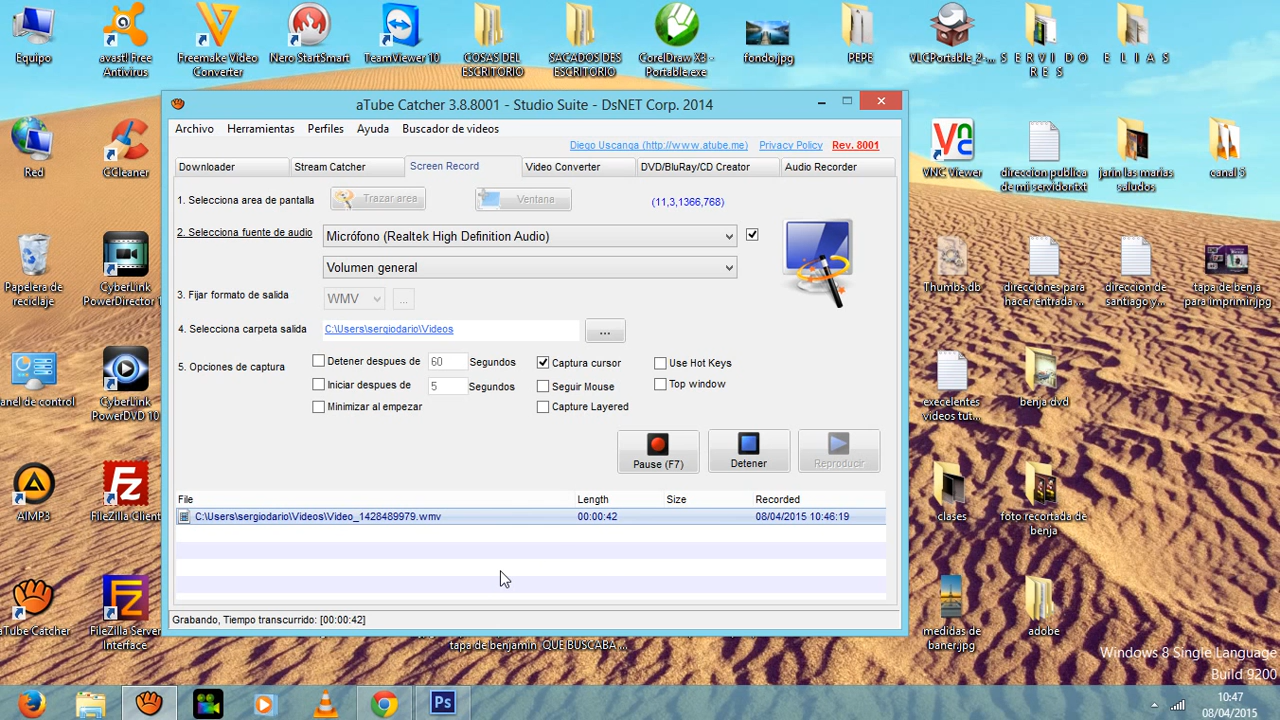 Equipo
avast! Free
Antivirus
Freemake Video
Converter
Nero StartSmart
TeamViewer 10
COSAS DEL
ESCRITORIO
SACADOS DES
ESCRITORIO
CorelDraw X3 -
Portable.exe
fondo.jpg
PEPE
VLCPortable_2-...
S E R V I D O
R E S
E L I A S
aTube Catcher 3.8.8001 - Studio Suite - DsNET Corp. 2014
Archivo Herramientas Perfiles Ayuda Buscador de videos
Diego Uscanga (http://www.atube.me) Privacy Policy Rev. 8001
Downloader Stream Catcher Screen Record Video Converter DVD/BluRay/CD Creator Audio Recorder
1. Selecciona area de pantalla Trazar area Ventana (11,3,1366,768)
2. Selecciona fuente de audio Micrófono (Realtek High Definition Audio)
Volumen general
3. Fijar formato de salida WMV ...
4. Selecciona carpeta salida C:\Users\sergiodario\Videos ...
5. Opciones de captura Detener despues de 60 Segundos Captura cursor Use Hot Keys
Iniciar despues de 5 Segundos Seguir Mouse Top window
Minimizar al empezar Capture Layered
Pause (F7) Detener Reproducir
File Length Size Recorded
C:\Users\sergiodario\Videos\Video_1428489979.wmv 00:00:42 08/04/2015 10:46:19
Grabando, Tiempo transcurrido: [00:00:42]
Red
CCleaner
VNC Viewer
direccion publica
de mi servidor.txt
jarin las marias
saludos
canal 5
Papelera de
reciclaje
CyberLink
PowerDirector 1
Thumbs.db
direcciones para
hacer entrada ...
direccion de
santiago y...
tapa de benja
para imprimir.jpg
anel de control
CyberLink
PowerDVD 10
execelentes
videos tut...
benja dvd
AIMP3
FileZilla Client
clases
foto recortada de
benja
aTube Catcher
FileZilla Server
Interface
tapa de benjamin
QUE BUSCABA ...
medidas de
baner.jpg
adobe
Windows 8 Single Language
Build 9200
Ps
10:47
08/04/2015